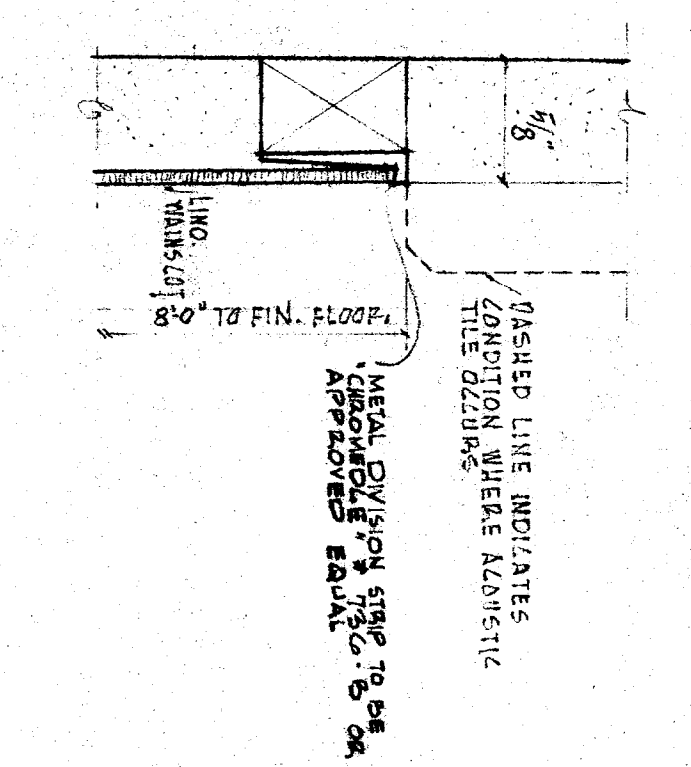 5/8"
LINO.
WAINSCOT
8'-0" TO FIN. FLOOR.
DASHED LINE INDICATES
CONDITION WHERE ACOUSTIC
TILE OCCURS
METAL DIVISION STRIP TO BE
"CHROMEDGE" # 736-B OR
APPROVED EQUAL